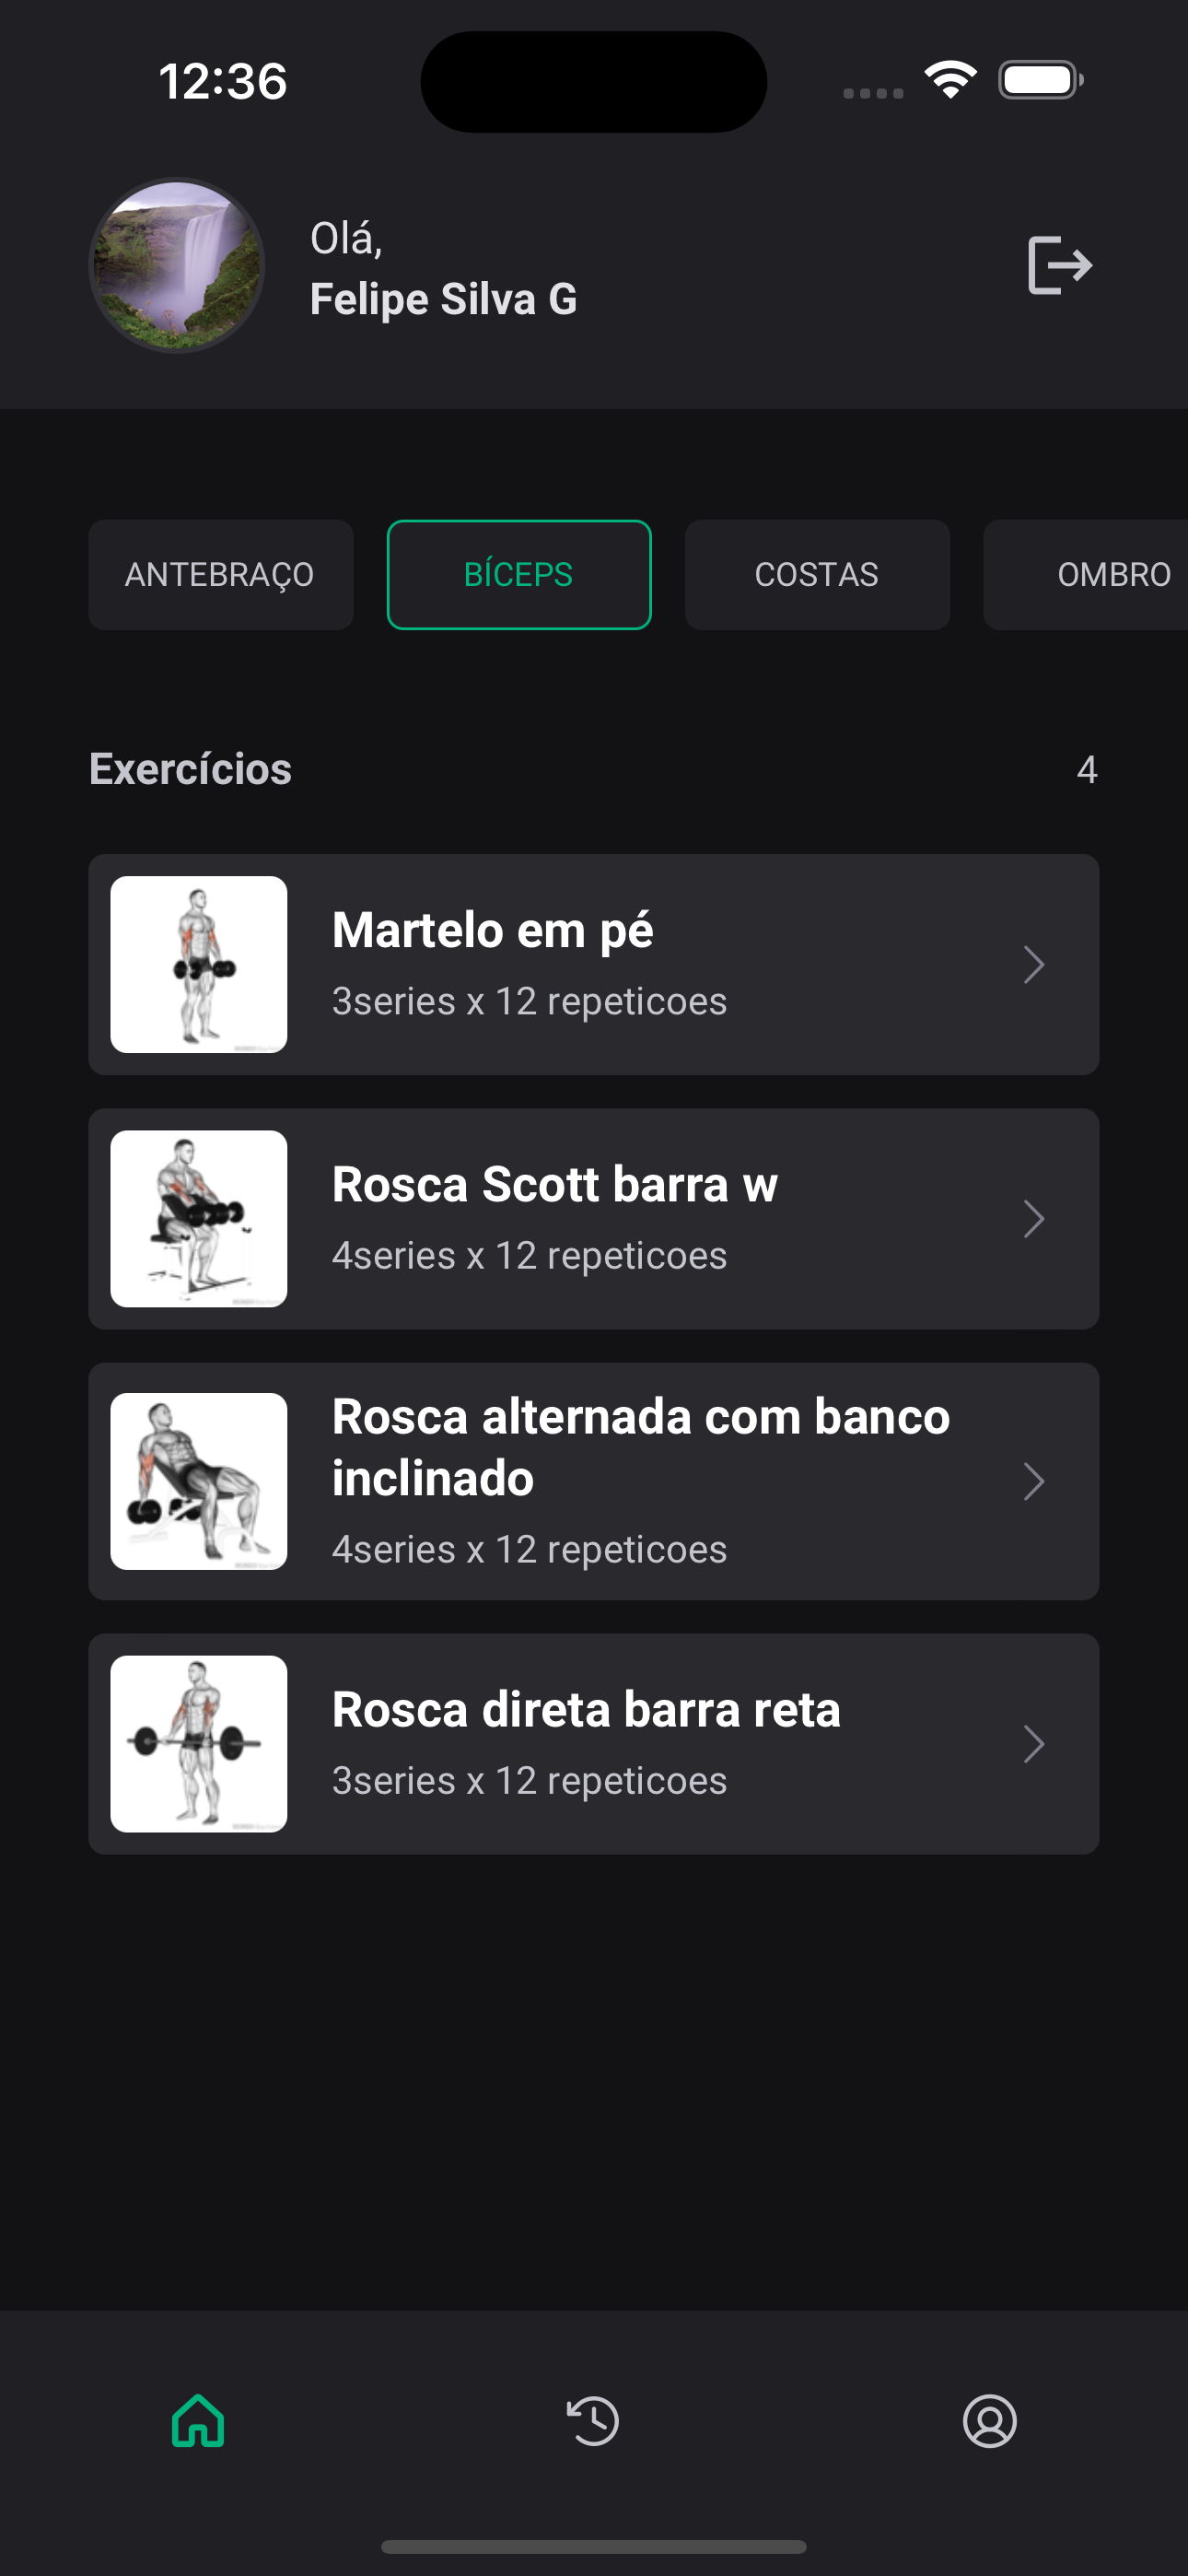 12:36
Olá,
Felipe Silva G
ANTEBRAÇO
BÍCEPS
COSTAS
OMBRO
Exercícios
4
Martelo em pé
3series x 12 repeticoes
Rosca Scott barra w
4series x 12 repeticoes
Rosca alternada com banco
inclinado
4series x 12 repeticoes
Rosca direta barra reta
3series x 12 repeticoes